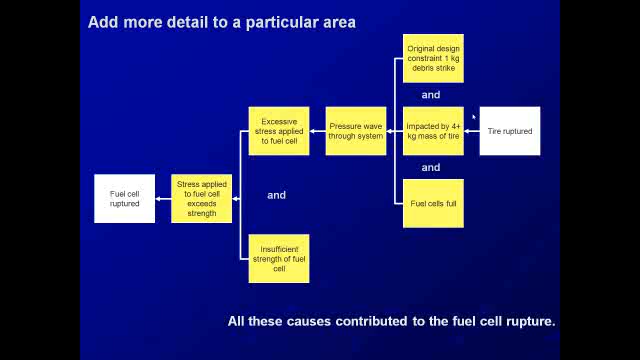 Add more detail to a particular area
Original design
constraint 1 kg
debris strike
and
Excessive
stress applied
to fuel cell
Pressure wave
through system
Impacted by 4+
kg mass of tire
Tire ruptured
and
Fuel cell
ruptured
Stress applied
to fuel cell
exceeds
strength
and
Fuel cells full
Insufficient
strength of fuel
cell
All these causes contributed to the fuel cell rupture.